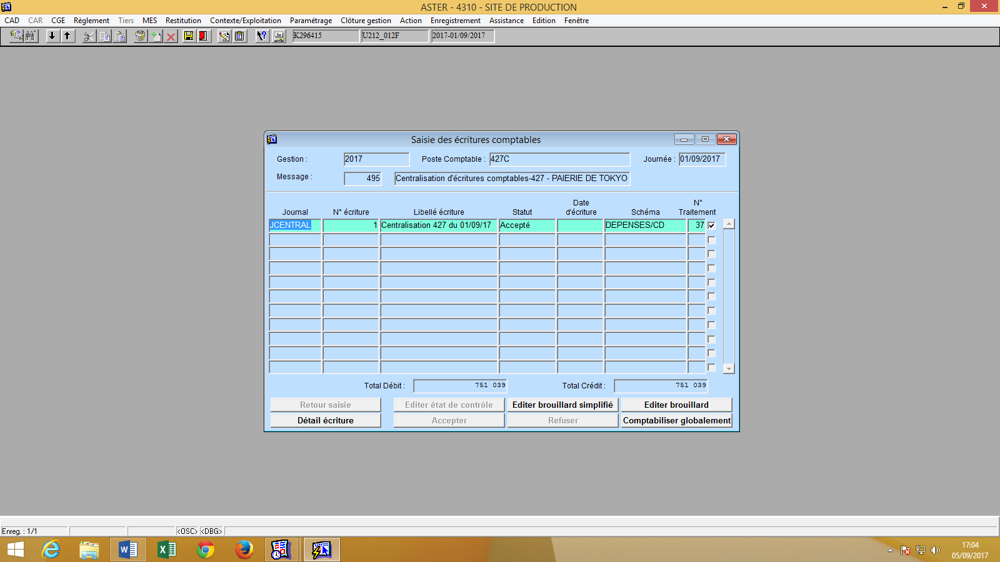 ASTER - 4310 - SITE DE PRODUCTION
CAD CAR CGE Règlement Tiers MES Restitution Contexte/Exploitation Paramétrage Clôture gestion Action Enregistrement Assistance Edition Fenêtre
K296415 U212_012F 2017-01/09/2017
Saisie des écritures comptables
Gestion : 2017 Poste Comptable : 427C Journée : 01/09/2017
Message : 495 Centralisation d'écritures comptables-427 - PAIERIE DE TOKYO
Date N°
Journal N° écriture Libellé écriture Statut d'écriture Schéma Traitement
JCENTRAL 1 Centralisation 427 du 01/09/17 Accepté DEPENSES/CD 37
Total Débit : 751 039 Total Crédit : 751 039
Retour saisie Editer état de contrôle Editer brouillard simplifié Editer brouillard
Détail écriture Accepter Refuser Comptabiliser globalement
Enreg. : 1/1 <OSC> <DBG>
17:04
05/09/2017